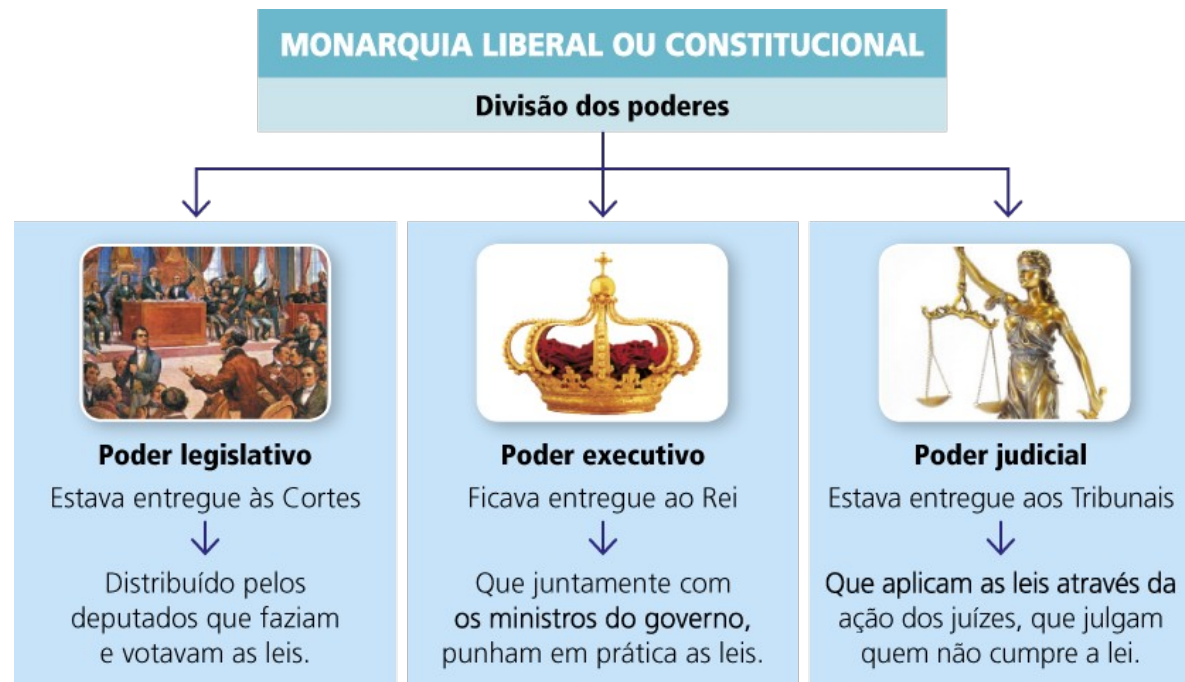 MONARQUIA LIBERAL OU CONSTITUCIONAL
Divisão dos poderes
Poder legislativo
Estava entregue às Cortes
Distribuído pelos
deputados que faziam
e votavam as leis.
Poder executivo
Ficava entregue ao Rei
Que juntamente com
os ministros do governo,
punham em prática as leis.
Poder judicial
Estava entregue aos Tribunais
Que aplicam as leis através da
ação dos juízes, que julgam
quem não cumpre a lei.